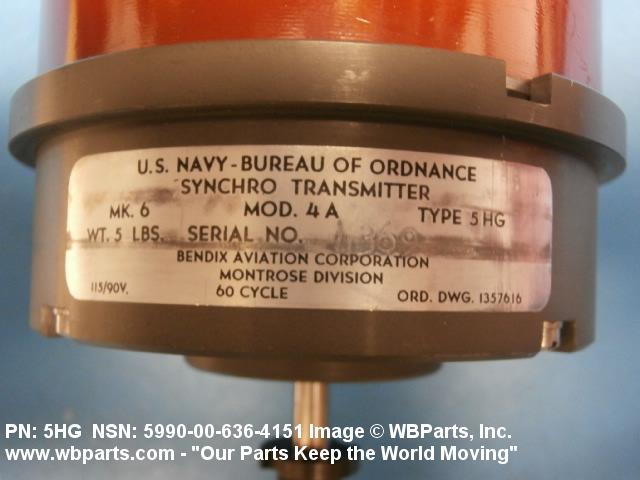 U.S. NAVY-BUREAU OF ORDNANCE
SYNCHRO TRANSMITTER
MK. 6 MOD. 4 A TYPE 5 HG
WT. 5 LBS. SERIAL NO.
BENDIX AVIATION CORPORATION
MONTROSE DIVISION
115/90V. 60 CYCLE ORD. DWG. 1357616
PN: 5HG NSN: 5990-00-636-4151 Image © WBParts, Inc.
www.wbparts.com - "Our Parts Keep the World Moving"